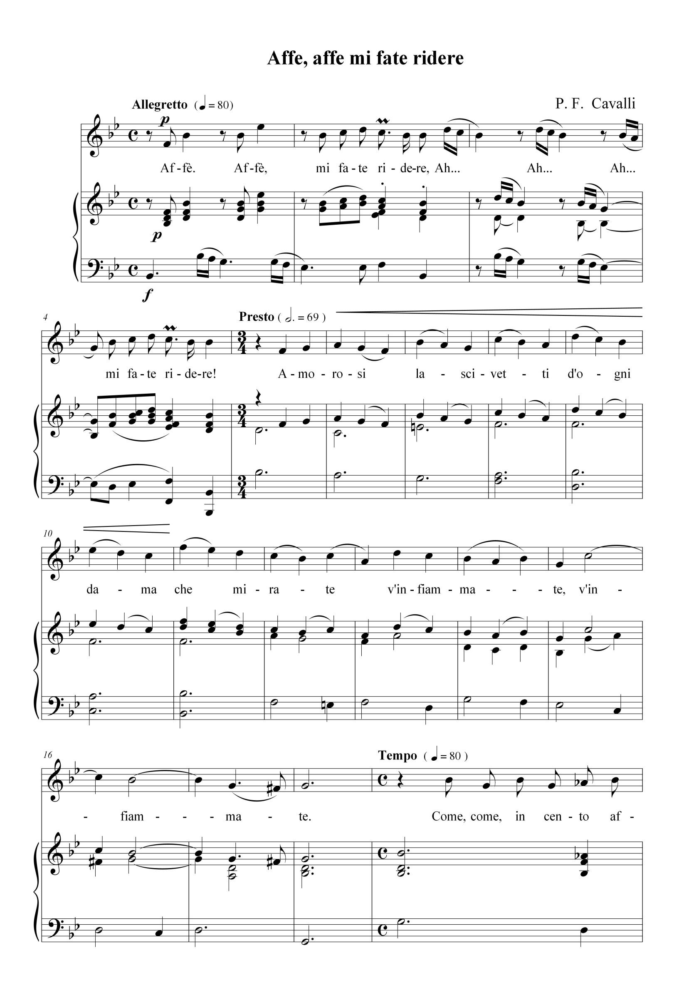 Affe, affe mi fate ridere
Allegretto (♩ = 80)
P. F. Cavalli
p
Af - fè. Af - fè, mi fa - te ri - de - re, Ah... Ah... Ah...
p
f
4
Presto ( 𝅗𝅥. = 69 )
mi fa - te ri - de - re! A - mo - ro - si la - sci - vet - ti d'o - gni
10
da - ma che mi - ra - te v'in - fiam - ma - - - te, v'in -
16
Tempo ( ♩ = 80 )
- fiam - - - ma - te. Come, come, in cen - to af -